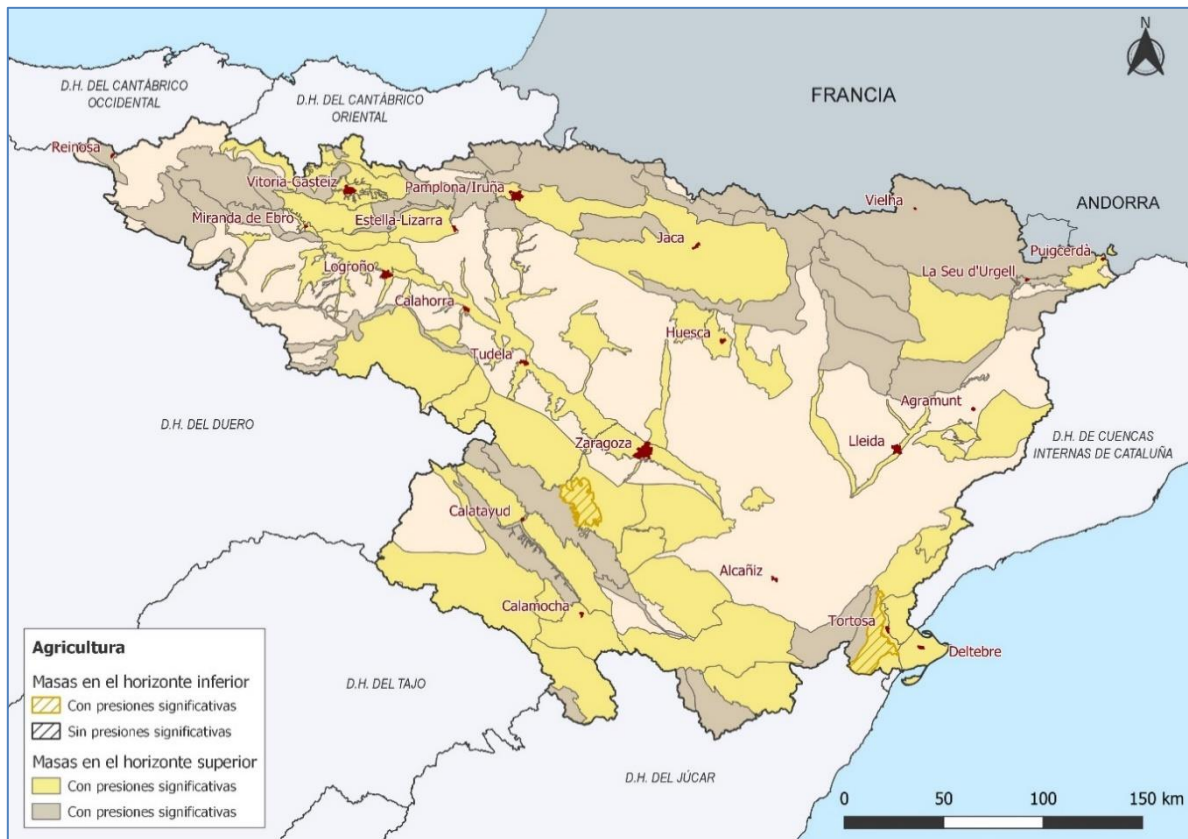 D.H. DEL CANTÁBRICO
OCCIDENTAL
D.H. DEL CANTÁBRICO
ORIENTAL
FRANCIA
N
Reinosa
Vitoria-Gasteiz
Pamplona/Iruña
Vielha
ANDORRA
Miranda de Ebro
Estella-Lizarra
Jaca
Puigcerdà
La Seu d'Urgell
Logroño
Calahorra
Huesca
Tudela
Agramunt
D.H. DEL DUERO
Zaragoza
Lleida
D.H. DE CUENCAS
INTERNAS DE CATALUÑA
Calatayud
Alcañiz
Calamocha
Tortosa
Deltebre
D.H. DEL TAJO
D.H. DEL JÚCAR
Agricultura
Masas en el horizonte inferior
Con presiones significativas
Sin presiones significativas
Masas en el horizonte superior
Con presiones significativas
Con presiones significativas
0 50 100 150 km